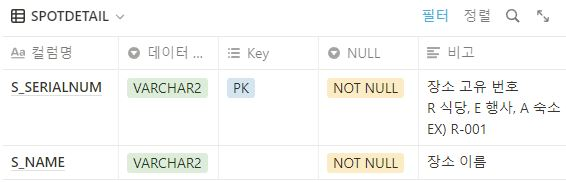 SPOTDETAIL 필터 정렬
컬럼명 데이터 ... Key NULL 비고
S_SERIALNUM VARCHAR2 PK NOT NULL 장소 고유 번호
R 식당, E 행사, A 숙소
EX) R-001
S_NAME VARCHAR2 NOT NULL 장소 이름